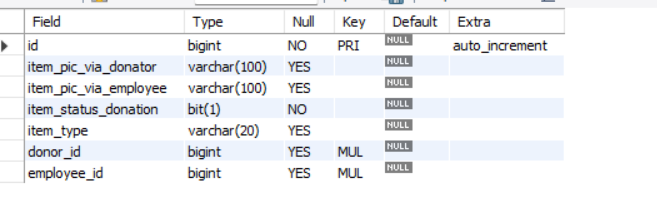 Field Type Null Key Default Extra
id bigint NO PRI NULL auto_increment
item_pic_via_donator varchar(100) YES NULL
item_pic_via_employee varchar(100) YES NULL
item_status_donation bit(1) NO NULL
item_type varchar(20) YES NULL
donor_id bigint YES MUL NULL
employee_id bigint YES MUL NULL